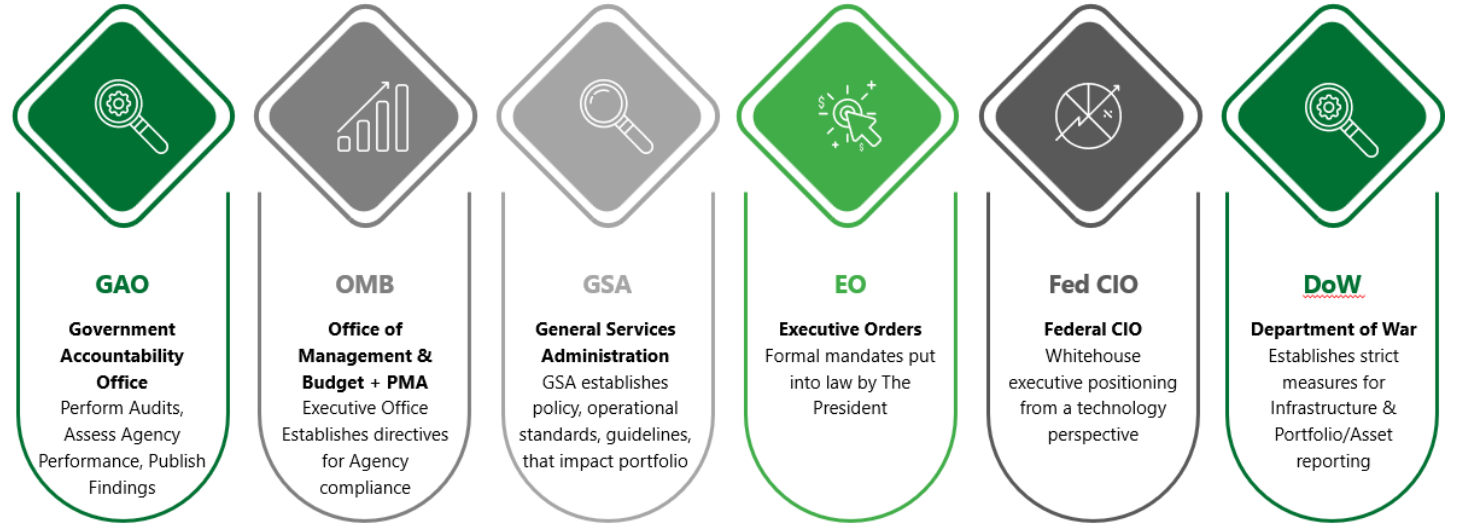 GAO
Government
Accountability
Office
Perform Audits,
Assess Agency
Performance, Publish
Findings
OMB
Office of
Management &
Budget + PMA
Executive Office
Establishes directives
for Agency
compliance
GSA
General Services
Administration
GSA establishes
policy, operational
standards, guidelines,
that impact portfolio
EO
Executive Orders
Formal mandates put
into law by The
President
Fed CIO
Federal CIO
Whitehouse
executive positioning
from a technology
perspective
DoW
Department of War
Establishes strict
measures for
Infrastructure &
Portfolio/Asset
reporting